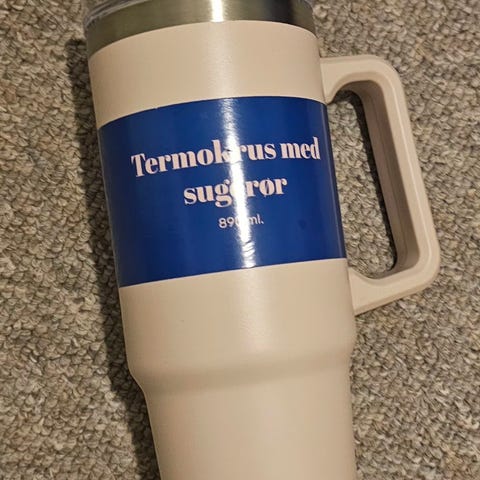 Termokrus med
sugerør
890 ml.